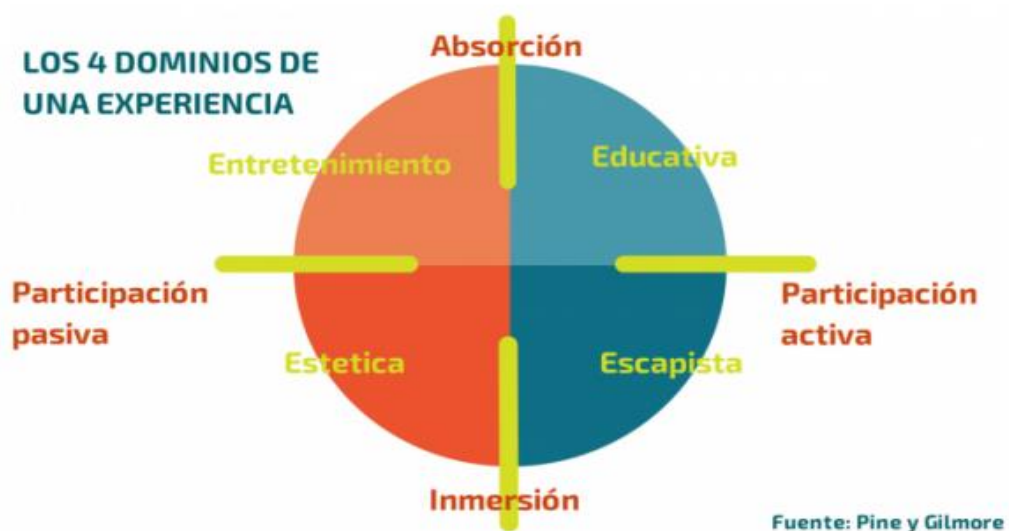 LOS 4 DOMINIOS DE
UNA EXPERIENCIA
Absorción
Entretenimiento
Educativa
Participación
pasiva
Participación
activa
Estetica
Escapista
Inmersión
Fuente: Pine y Gilmore